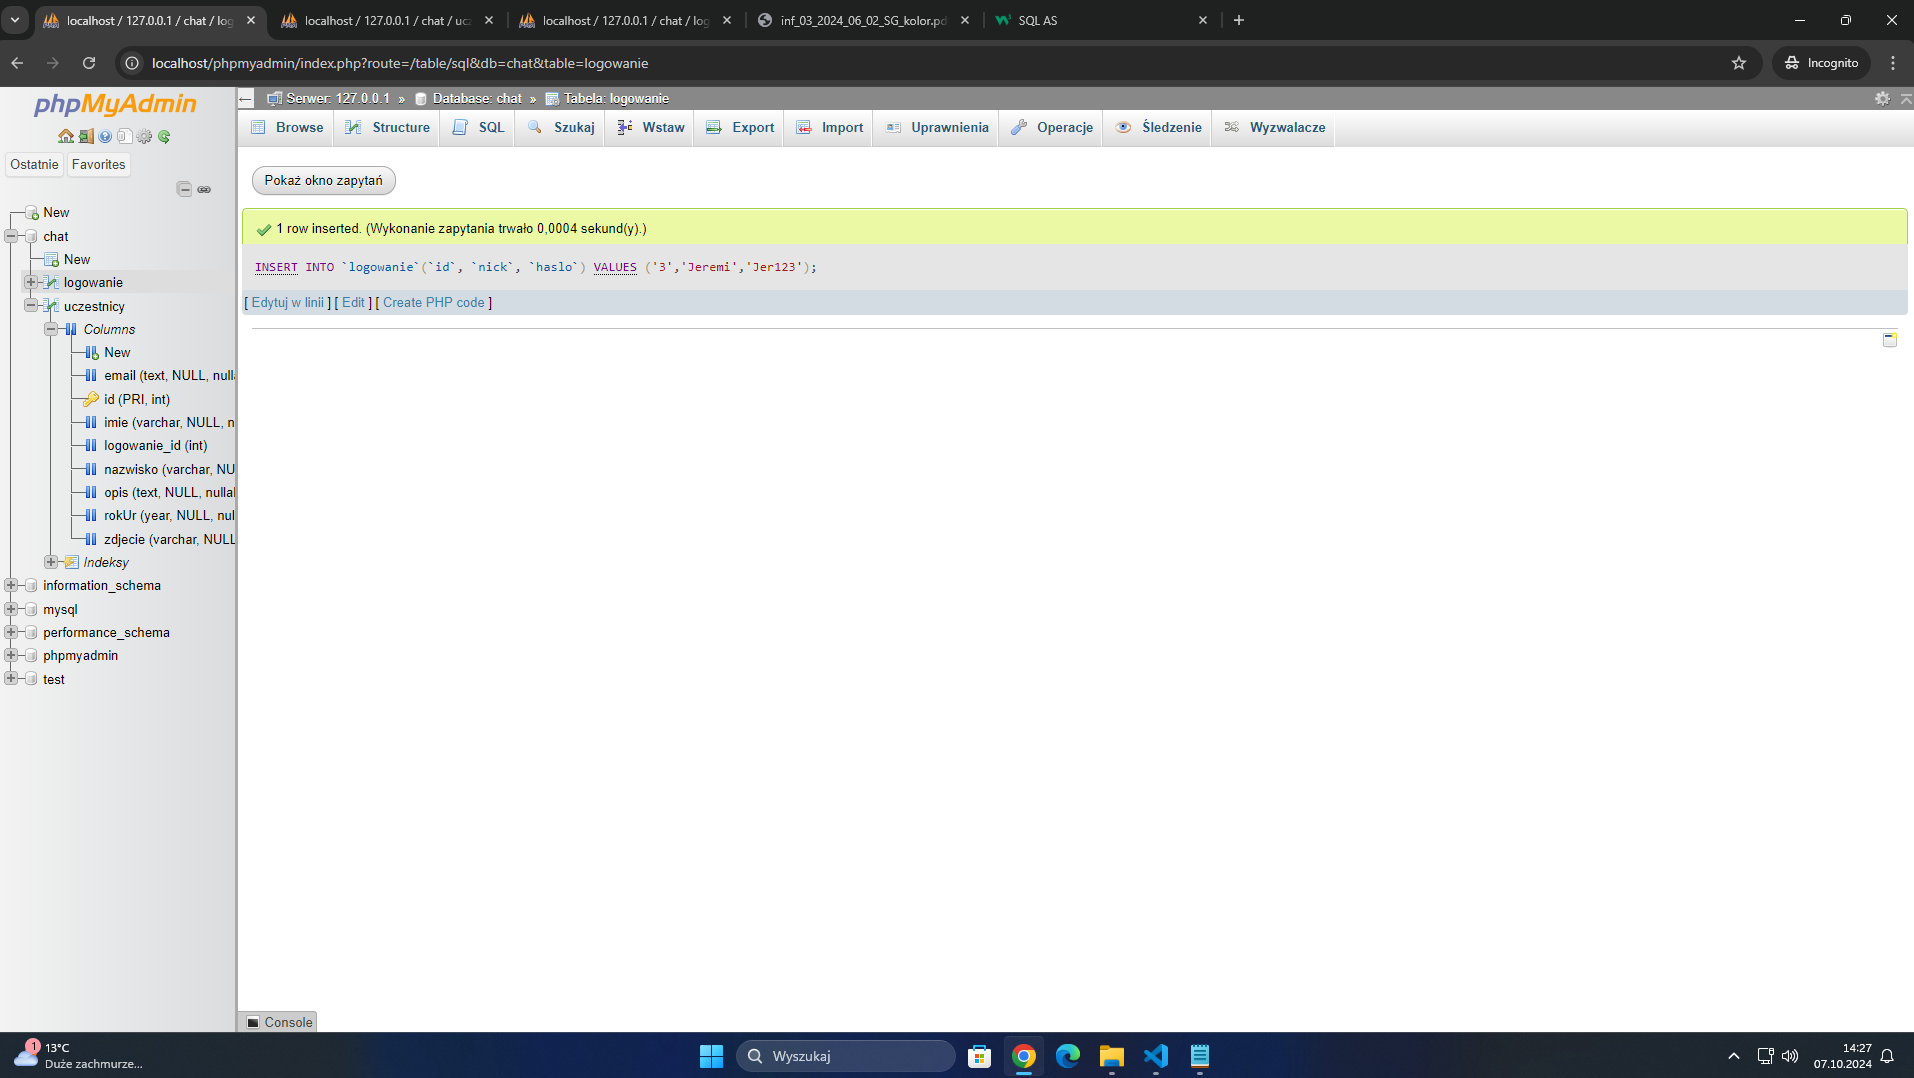 localhost / 127.0.0.1 / chat / log
localhost / 127.0.0.1 / chat / ucz
localhost / 127.0.0.1 / chat / log
inf_03_2024_06_02_SG_kolor.pd
SQL AS
localhost/phpmyadmin/index.php?route=/table/sql&db=chat&table=logowanie
Incognito
phpMyAdmin
Ostatnie
Favorites
New
chat
New
logowanie
uczestnicy
Columns
New
email (text, NULL, nulla
id (PRI, int)
imie (varchar, NULL, n
logowanie_id (int)
nazwisko (varchar, NU
opis (text, NULL, nullal
rokUr (year, NULL, nul
zdjecie (varchar, NULL
Indeksy
information_schema
mysql
performance_schema
phpmyadmin
test
Serwer: 127.0.0.1 » Database: chat » Tabela: logowanie
Browse Structure SQL Szukaj Wstaw Export Import Uprawnienia Operacje Śledzenie Wyzwalacze
Pokaż okno zapytań
1 row inserted. (Wykonanie zapytania trwało 0,0004 sekund(y).)
INSERT INTO `logowanie`(`id`, `nick`, `haslo`) VALUES ('3','Jeremi','Jer123');
[ Edytuj w linii ] [ Edit ] [ Create PHP code ]
Console
1
13°C
Duże zachmurze...
Wyszukaj
14:27
07.10.2024